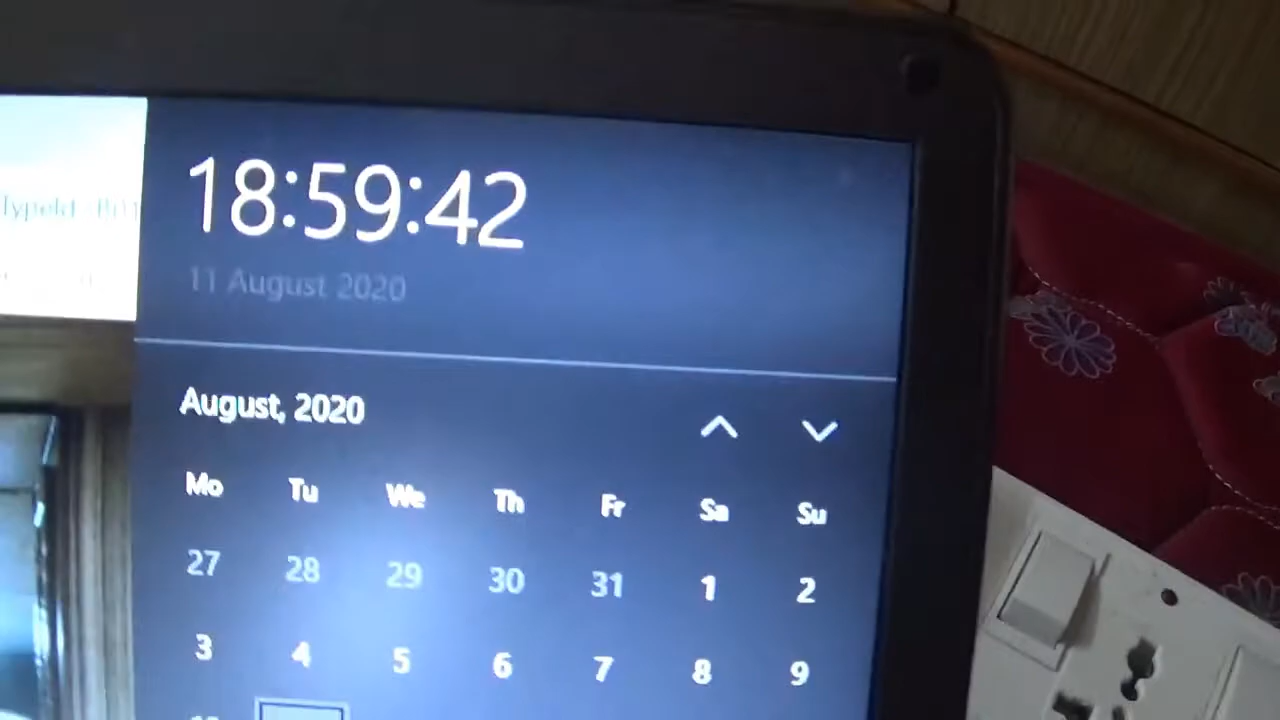 18:59:42
11 August 2020
August, 2020
Mo Tu We Th Fr Sa Su
27 28 29 30 31 1 2
3 4 5 6 7 8 9